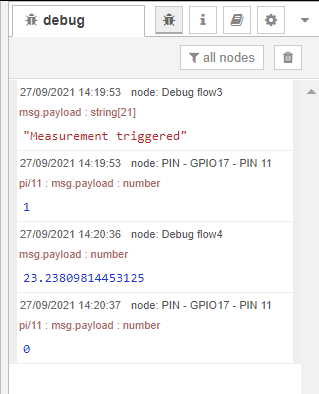 debug
all nodes
27/09/2021 14:19:53 node: Debug flow3
msg.payload : string[21]
"Measurement triggered"
27/09/2021 14:19:53 node: PIN - GPIO17 - PIN 11
pi/11 : msg.payload : number
1
27/09/2021 14:20:36 node: Debug flow4
msg.payload : number
23.23809814453125
27/09/2021 14:20:37 node: PIN - GPIO17 - PIN 11
pi/11 : msg.payload : number
0